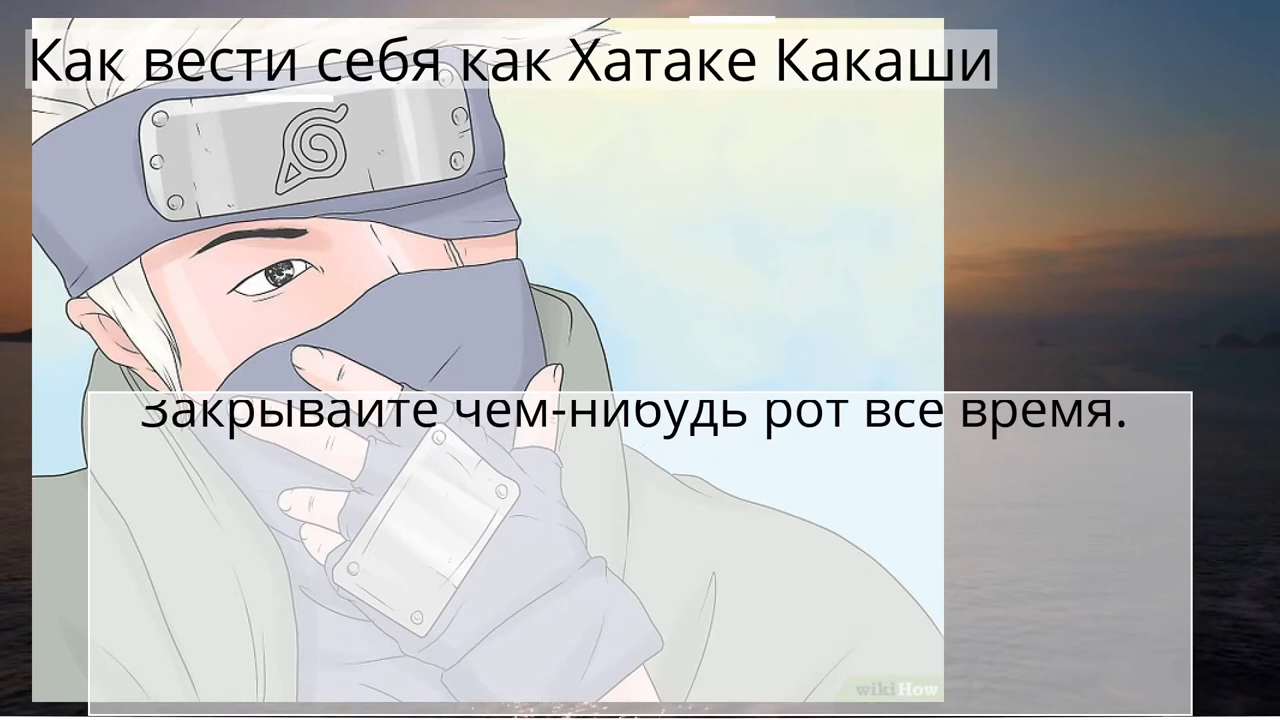 Как вести себя как Хатаке Какаши
Закрывайте чем-нибудь рот все время.
wikiHow